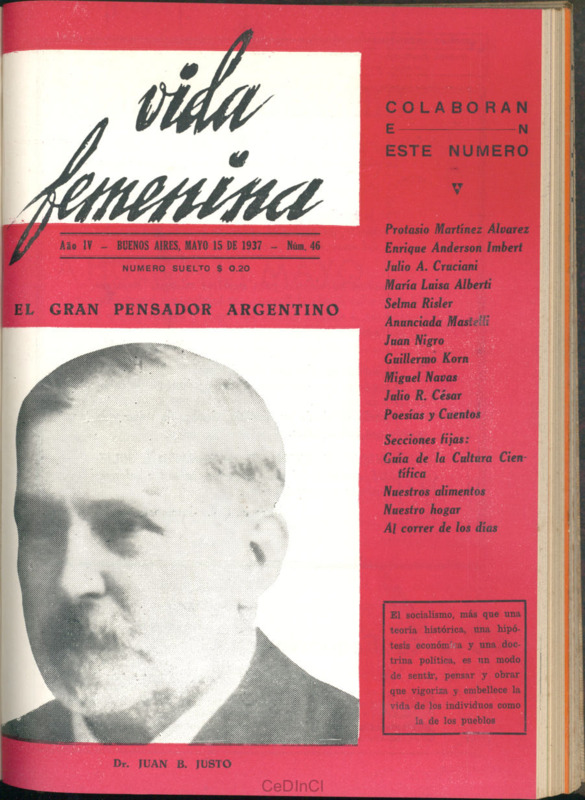 vida
femenina
Año IV — BUENOS AIRES, MAYO 15 DE 1937 — Núm. 46
NUMERO SUELTO $ 0.20
EL GRAN PENSADOR ARGENTINO
Dr. JUAN B. JUSTO
COLABORAN
E N
ESTE NUMERO
Protasio Martínez Alvarez
Enrique Anderson Imbert
Julio A. Cruciani
María Luisa Alberti
Selma Risler
Anunciada Mastelli
Juan Nigro
Guillermo Korn
Miguel Navas
Julio R. César
Poesías y Cuentos
Secciones fijas:
Guía de la Cultura Cien-
tífica
Nuestros alimentos
Nuestro hogar
Al correr de los días
El socialismo, más que una
teoría histórica, una hipó-
tesis económica y una doc-
trina política, es un modo
de sentir, pensar y obrar
que vigoriza y embellece la
vida de los individuos como
la de los pueblos
CeDInCI